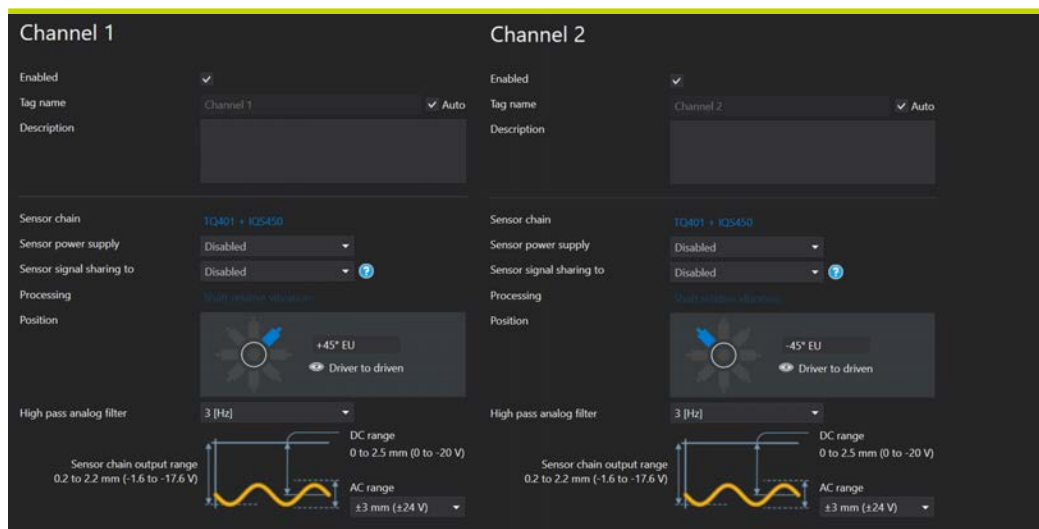 Channel 1
Enabled
Tag name
Channel 1
Auto
Description
Sensor chain
TQ401 + IQS450
Sensor power supply
Disabled
Sensor signal sharing to
Disabled
?
Processing
Shaft relative vibration
Position
+45° EU
Driver to driven
High pass analog filter
3 [Hz]
DC range
0 to 2.5 mm (0 to -20 V)
Sensor chain output range
0.2 to 2.2 mm (-1.6 to -17.6 V)
AC range
±3 mm (±24 V)
Channel 2
Enabled
Tag name
Channel 2
Auto
Description
Sensor chain
TQ401 + IQS450
Sensor power supply
Disabled
Sensor signal sharing to
Disabled
?
Processing
Shaft relative vibration
Position
-45° EU
Driver to driven
High pass analog filter
3 [Hz]
DC range
0 to 2.5 mm (0 to -20 V)
Sensor chain output range
0.2 to 2.2 mm (-1.6 to -17.6 V)
AC range
±3 mm (±24 V)